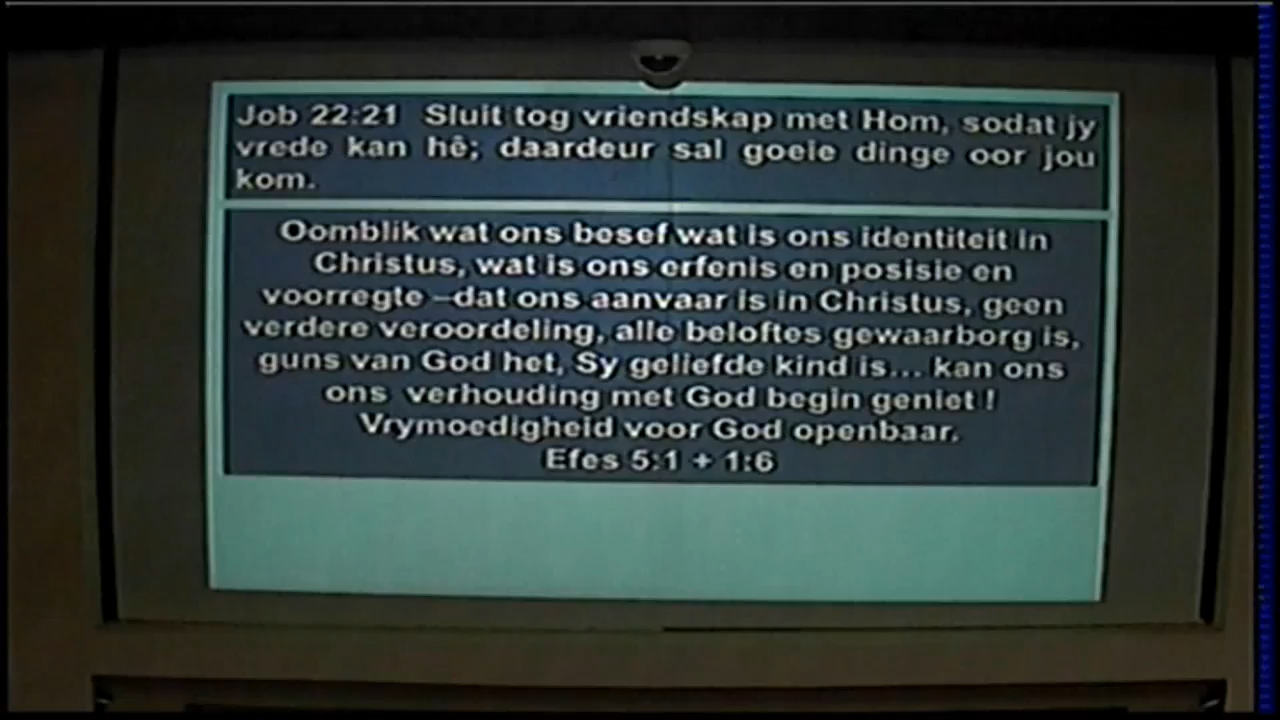 Job 22:21 Sluit tog vriendskap met Hom, sodat jy
vrede kan hê; daardeur sal goeie dinge oor jou
kom.
Oomblik wat ons besef wat is ons identiteit in
Christus, wat is ons erfenis en posisie en
voorregte –dat ons aanvaar is in Christus, geen
verdere veroordeling, alle beloftes gewaarborg is,
guns van God het, Sy geliefde kind is... kan ons
ons verhouding met God begin geniet !
Vrymoedigheid voor God openbaar.
Efes 5:1 + 1:6